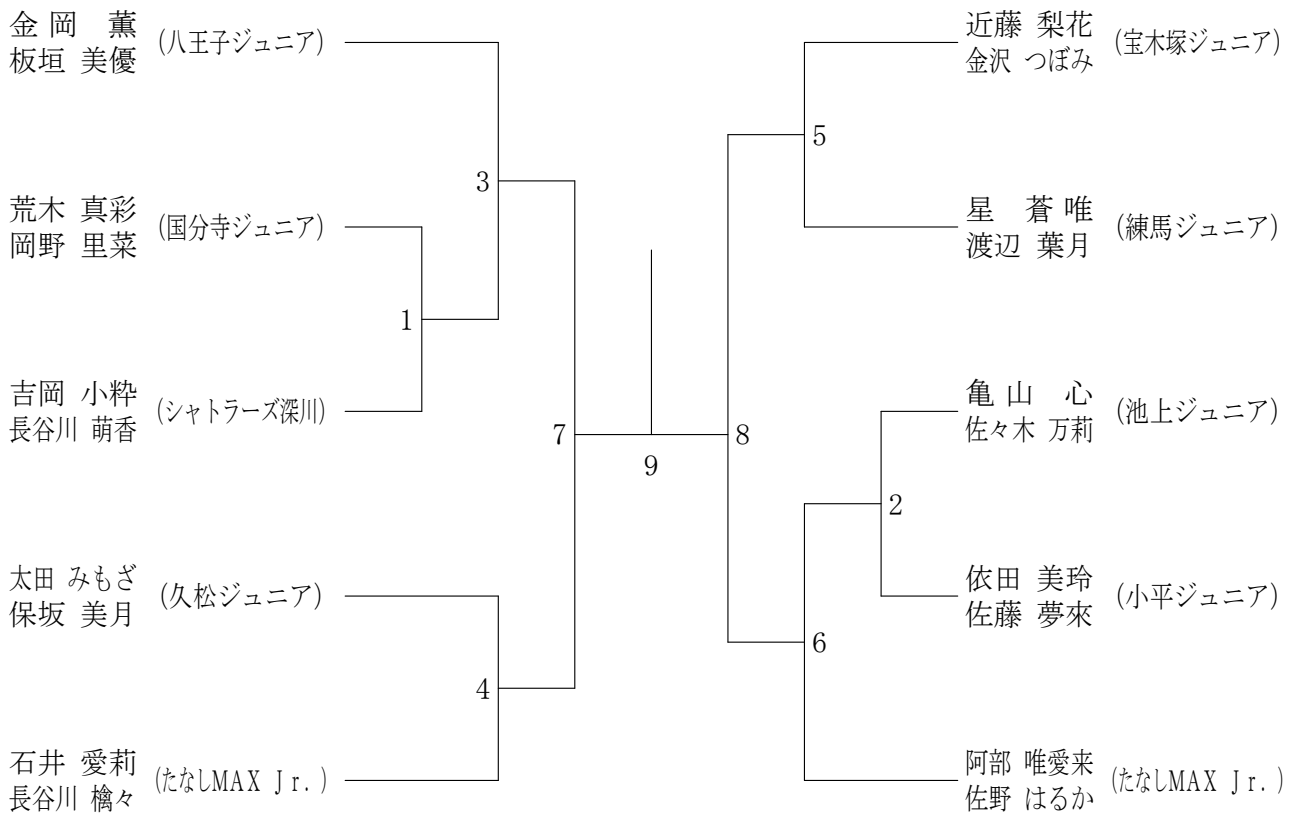 金岡 薫
板垣 美優
(八王子ジュニア)
荒木 真彩
岡野 里菜
(国分寺ジュニア)
吉岡 小粋
長谷川 萌香
(シャトラーズ深川)
太田 みもざ
保坂 美月
(久松ジュニア)
石井 愛莉
長谷川 檎々
(たなしMAX Jr.)
3
1
7
4
9
近藤 梨花
金沢 つぼみ
(宝木塚ジュニア)
星 蒼唯
渡辺 葉月
(練馬ジュニア)
亀山 心
佐々木 万莉
(池上ジュニア)
依田 美玲
佐藤 夢來
(小平ジュニア)
阿部 唯愛来
佐野 はるか
(たなしMAX Jr.)
5
8
2
6